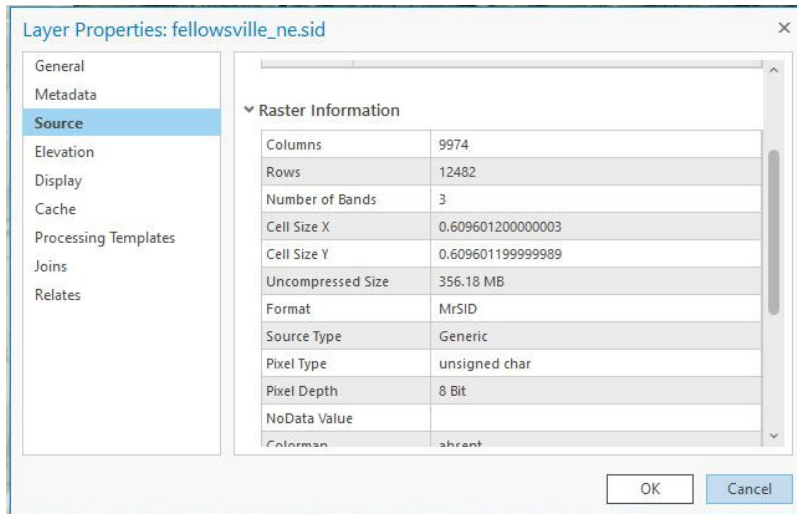 Layer Properties: fellowsville_ne.sid
General
Metadata
Source
Elevation
Display
Cache
Processing Templates
Joins
Relates
Raster Information
Columns 9974
Rows 12482
Number of Bands 3
Cell Size X 0.609601200000003
Cell Size Y 0.609601199999989
Uncompressed Size 356.18 MB
Format MrSID
Source Type Generic
Pixel Type unsigned char
Pixel Depth 8 Bit
NoData Value
Colormap absent
OK Cancel